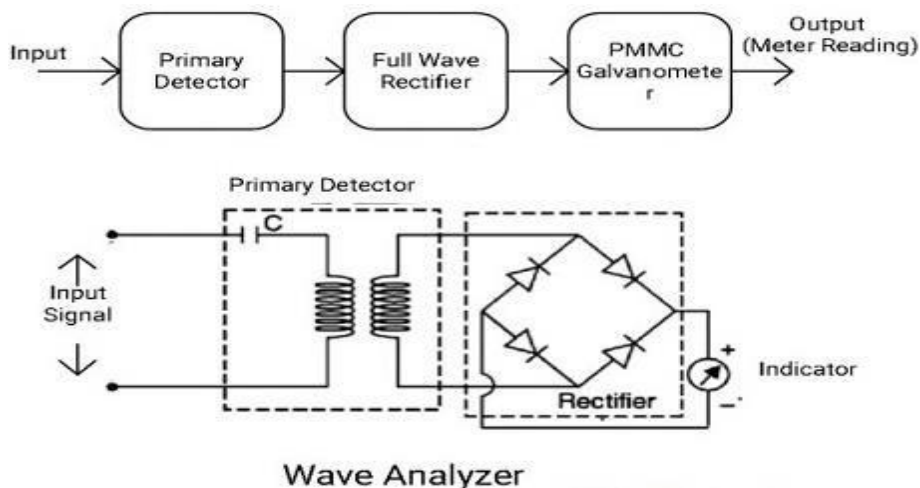 Input
Primary
Detector
Full Wave
Rectifier
PMMC
Galvanomete
r
Output
(Meter Reading)
Primary Detector
C
Input
Signal
+
Indicator
−
Rectifier
Wave Analyzer